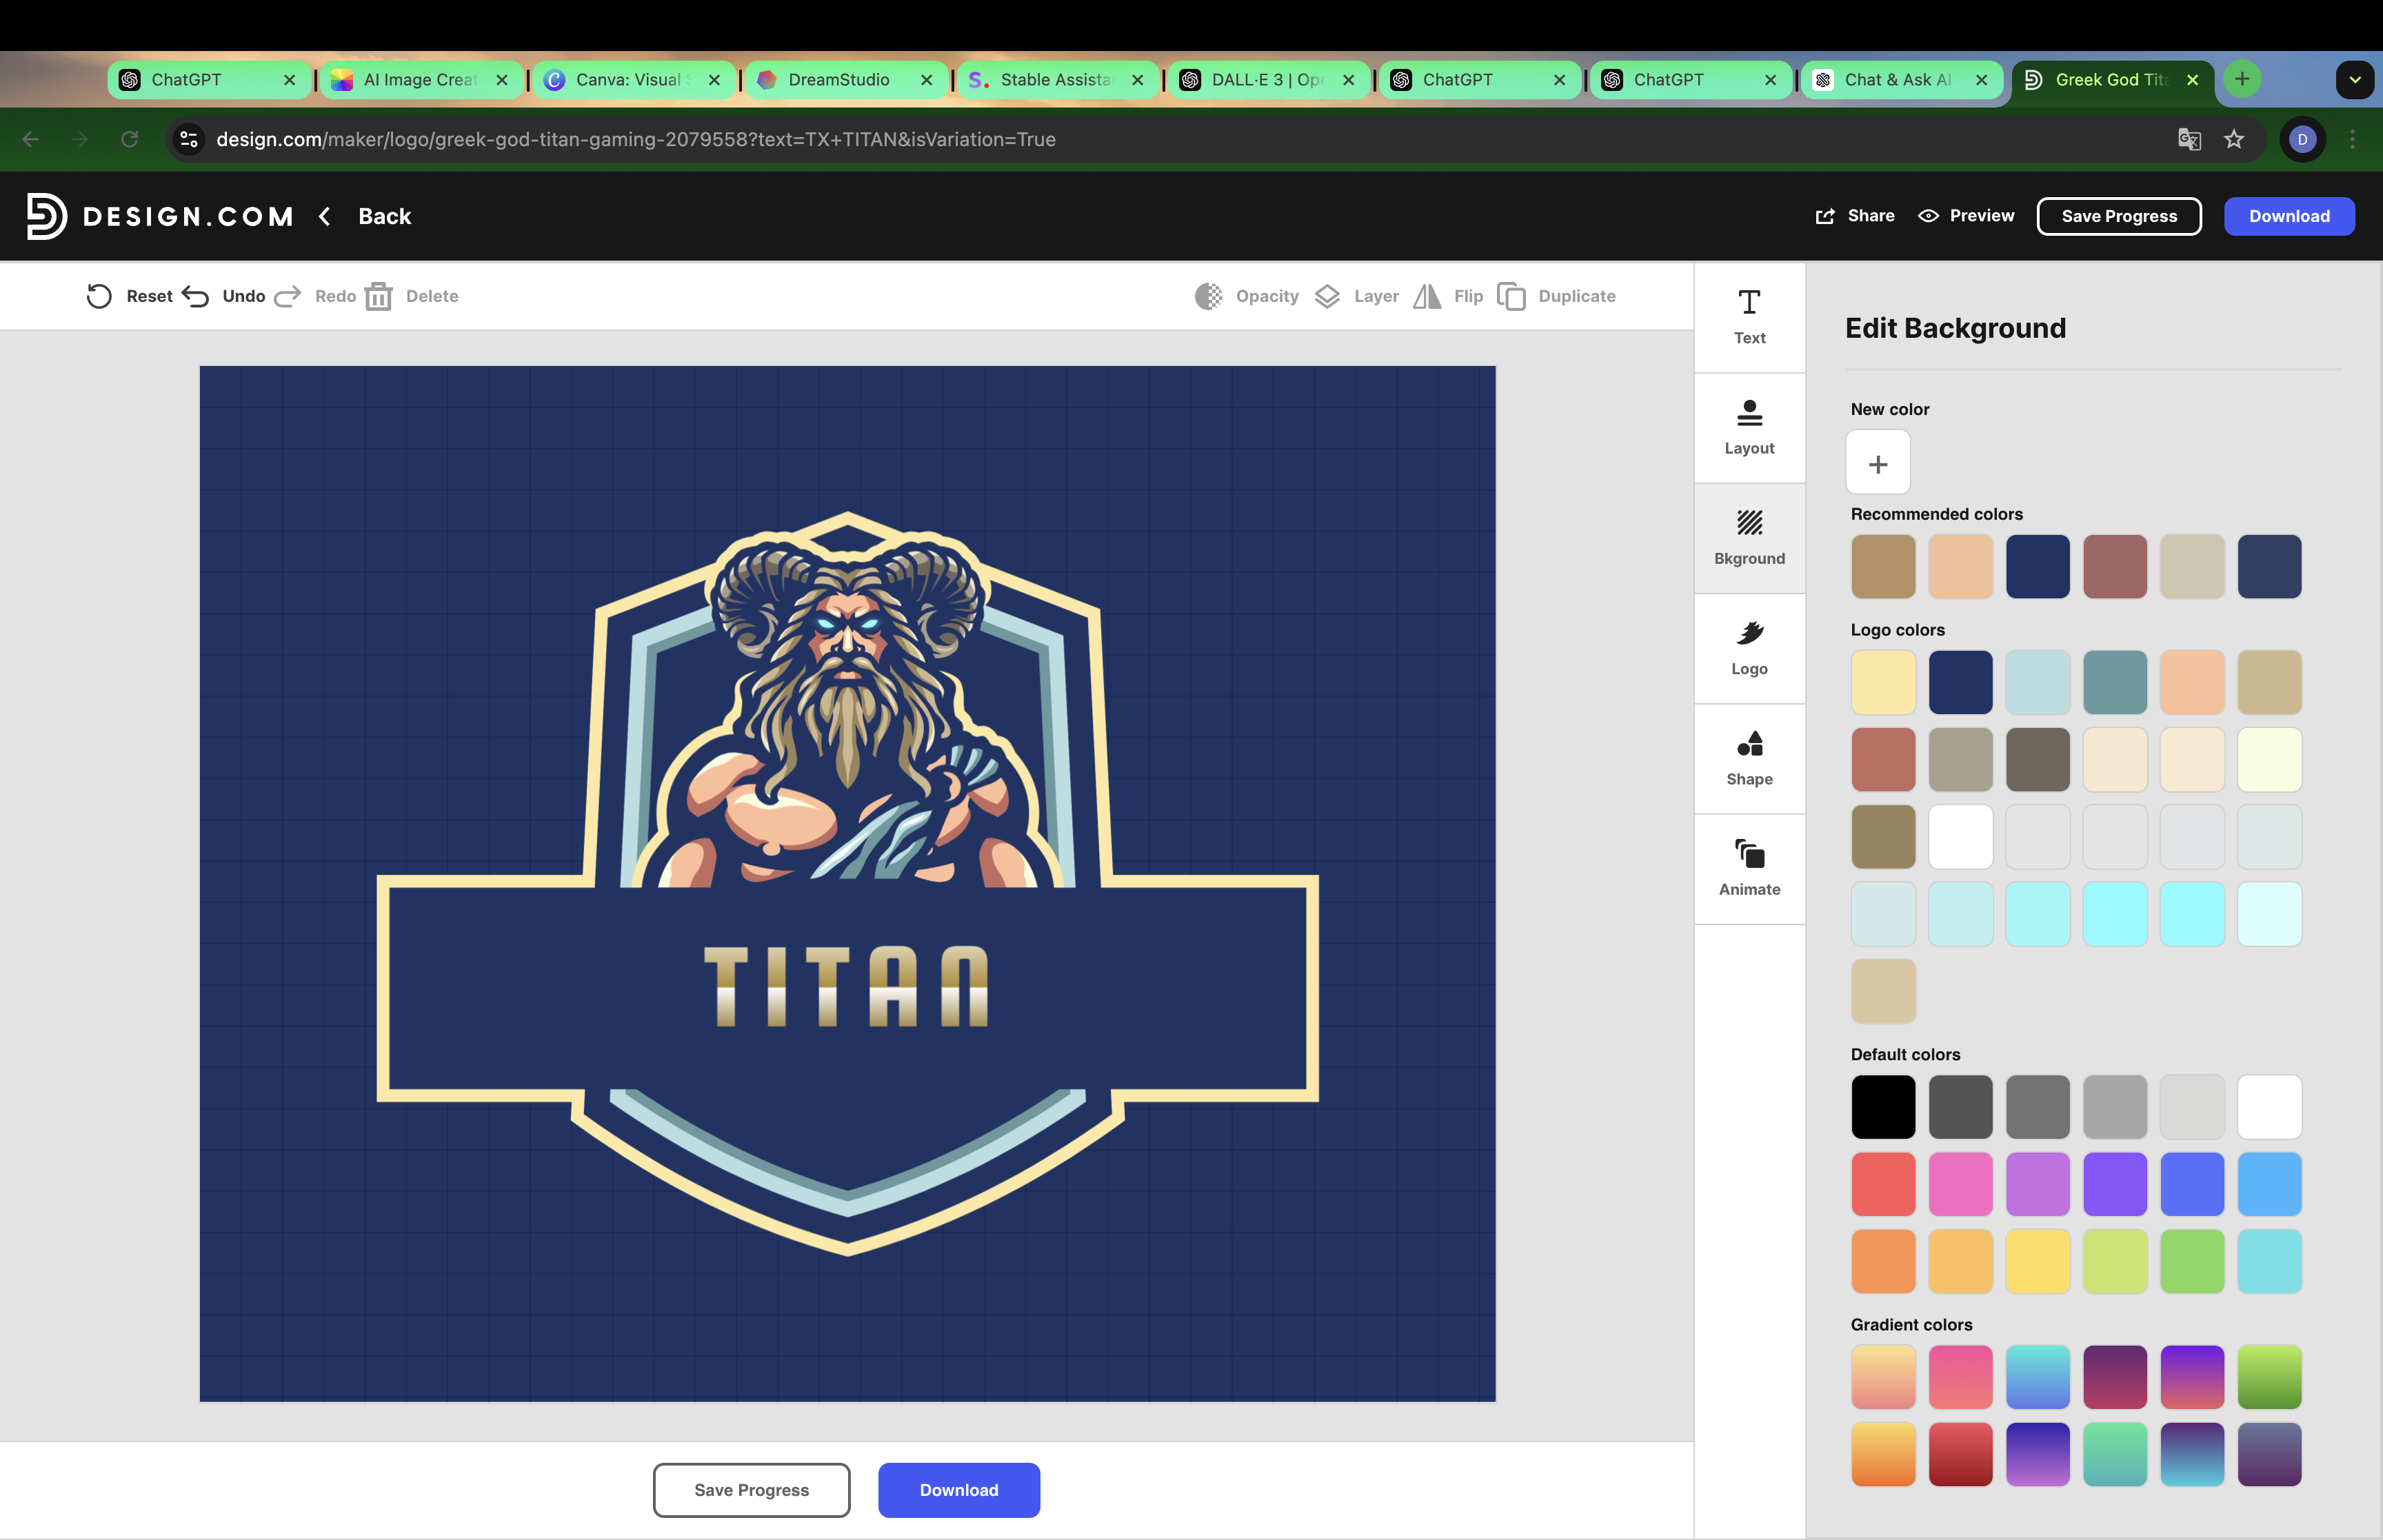 ChatGPT
AI Image Creat
Canva: Visual S
DreamStudio
Stable Assista
DALL·E 3 | Ope
ChatGPT
ChatGPT
Chat & Ask AI
Greek God Tita
design.com/maker/logo/greek-god-titan-gaming-2079558?text=TX+TITAN&isVariation=True
D
DESIGN.COM
Back
Share
Preview
Save Progress
Download
Reset
Undo
Redo
Delete
Opacity
Layer
Flip
Duplicate
Text
Layout
Bkground
Logo
Shape
Animate
Edit Background
New color
Recommended colors
Logo colors
Default colors
Gradient colors
TITAN
Save Progress
Download